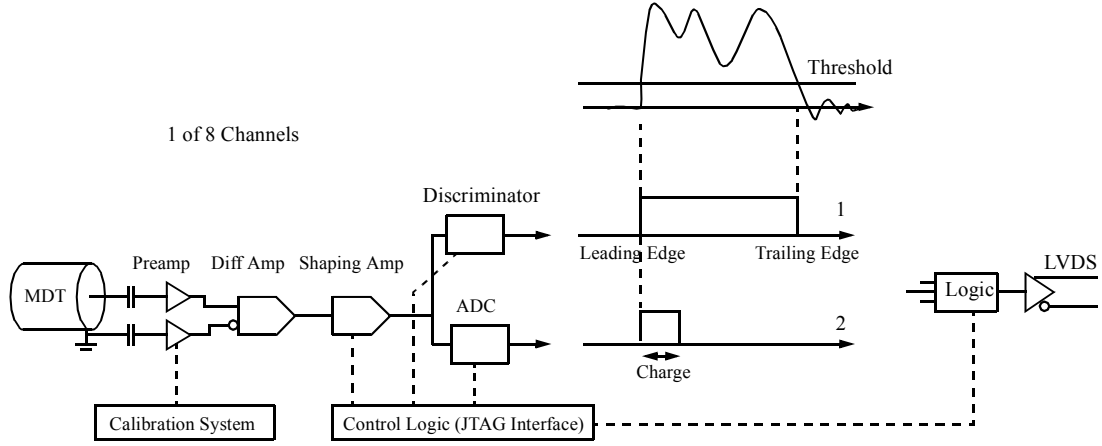 Threshold
1 of 8 Channels
Discriminator
1
Leading Edge
Trailing Edge
Preamp
Diff Amp
Shaping Amp
LVDS
MDT
Logic
ADC
2
Charge
Calibration System
Control Logic (JTAG Interface)